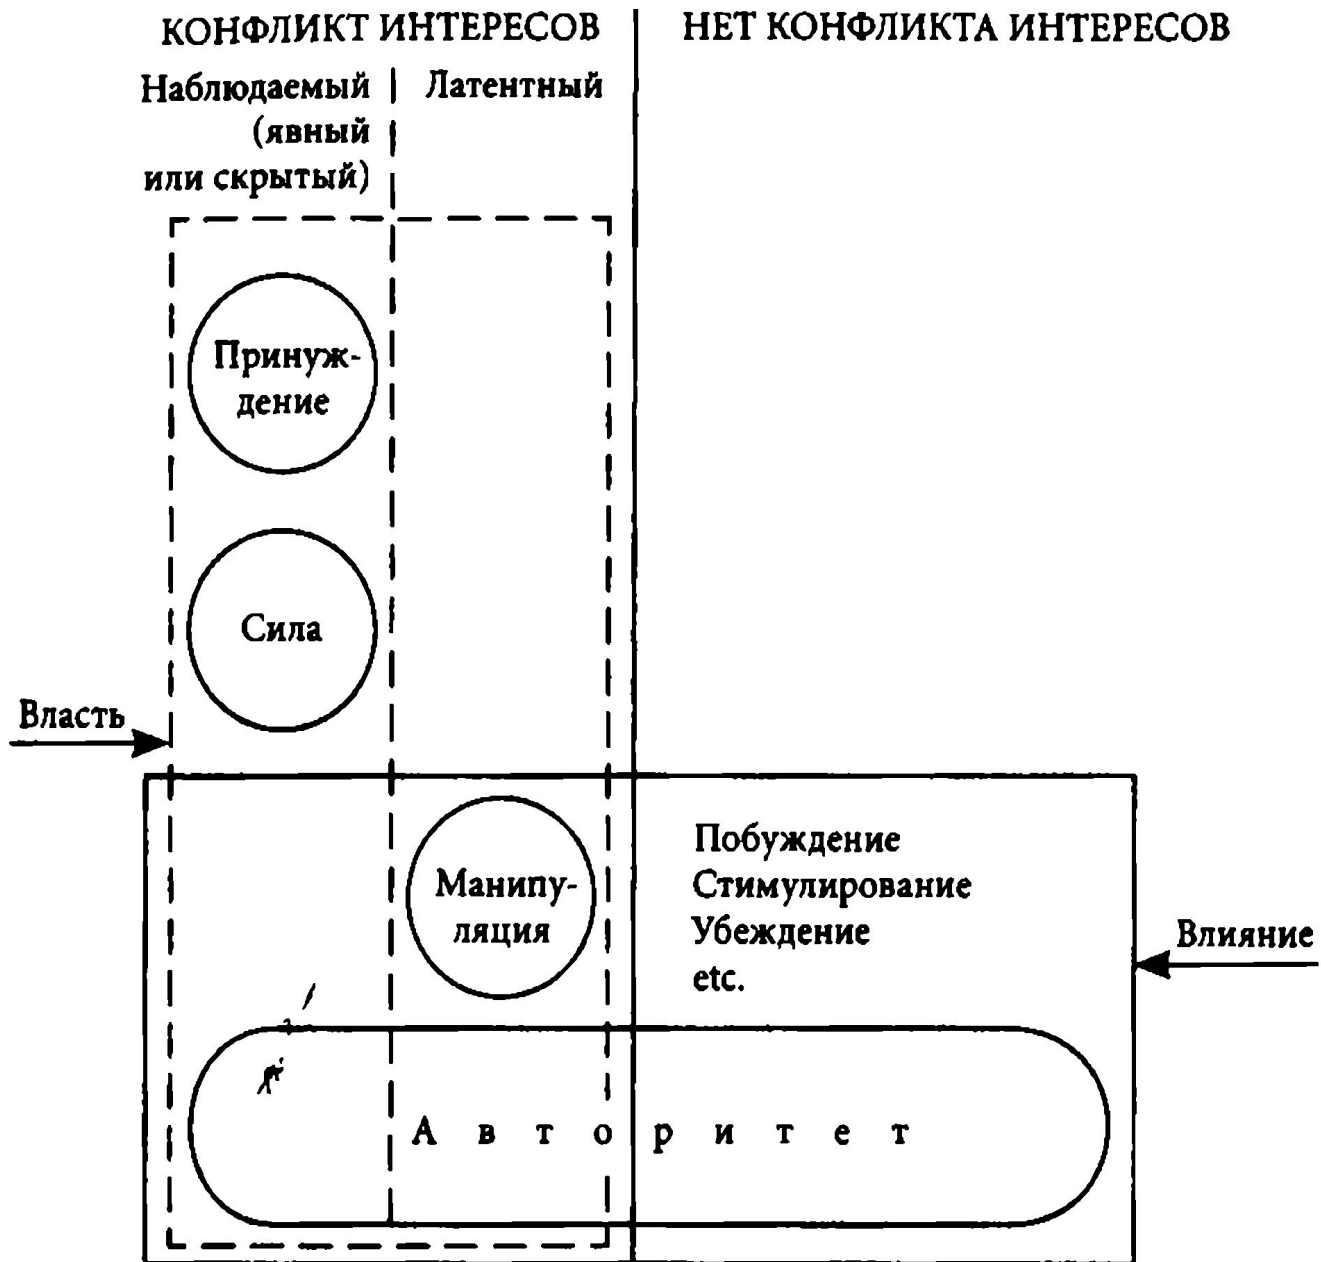 КОНФЛИКТ ИНТЕРЕСОВ
НЕТ КОНФЛИКТА ИНТЕРЕСОВ
Наблюдаемый
(явный
или скрытый)
Латентный
Принуж-
дение
Сила
Власть
Манипу-
ляция
Побуждение
Стимулирование
Убеждение
etc.
Влияние
Авторитет